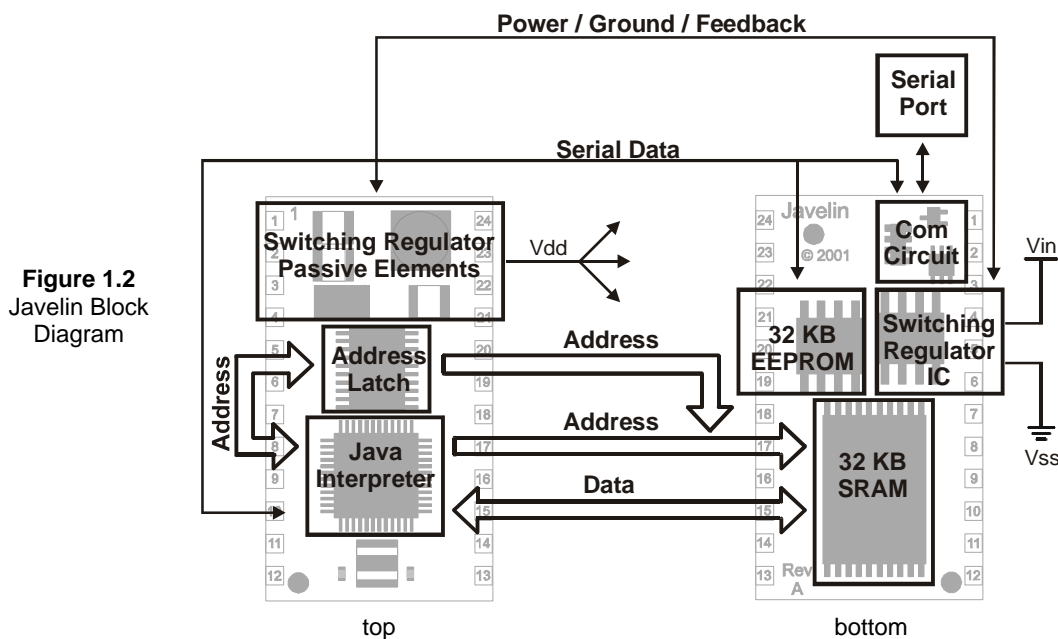 Power / Ground / Feedback
Serial
Port
Serial Data
Figure 1.2
Javelin Block
Diagram
1
1
24
2
23
3
22
4
21
5
20
6
19
7
18
8
17
9
16
15
11
14
12
13
Switching Regulator
Passive Elements
Vdd
Address
Latch
Java
Interpreter
Address
Address
Address
Data
Javelin
© 2001
24
1
23
2
22
3
21
4
19
6
18
7
17
8
16
9
15
10
14
11
13
12
Com
Circuit
Vin
32 KB
EEPROM
Switching
Regulator
IC
Vss
32 KB
SRAM
Rev
A
top
bottom